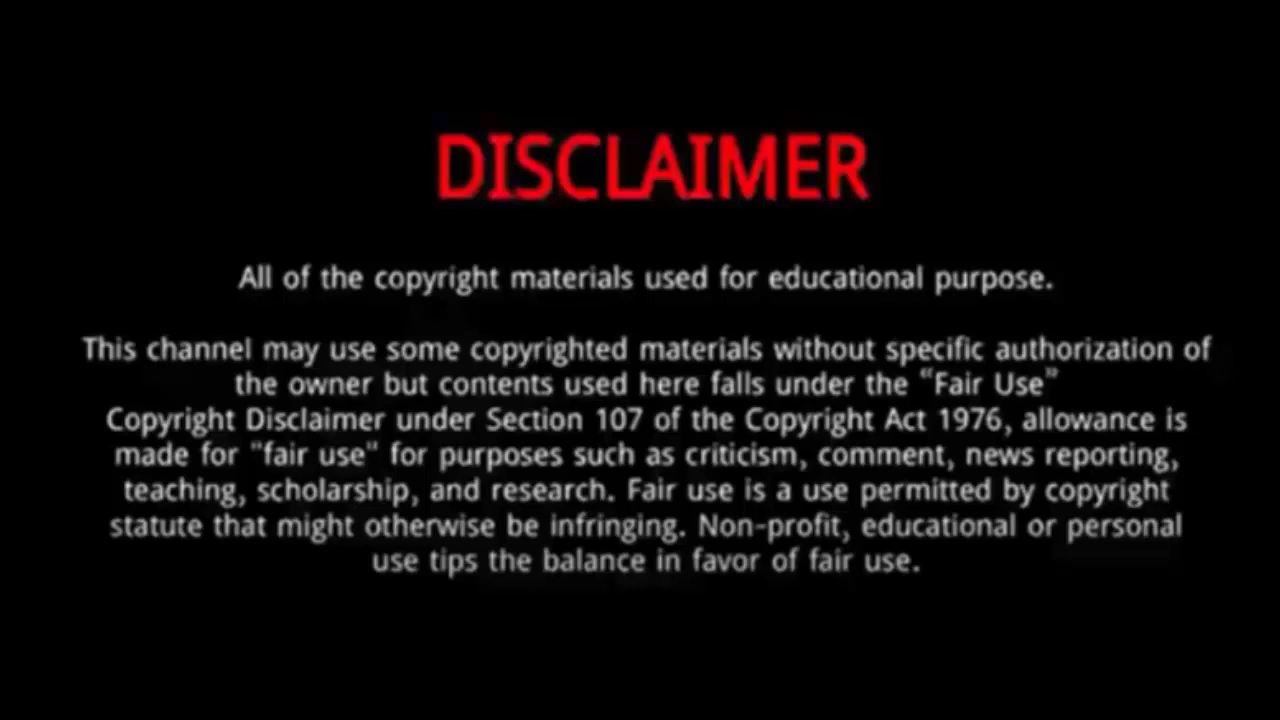 DISCLAIMER
All of the copyright materials used for educational purpose.
This channel may use some copyrighted materials without specific authorization of
the owner but contents used here falls under the “Fair Use”
Copyright Disclaimer under Section 107 of the Copyright Act 1976, allowance is
made for "fair use" for purposes such as criticism, comment, news reporting,
teaching, scholarship, and research. Fair use is a use permitted by copyright
statute that might otherwise be infringing. Non-profit, educational or personal
use tips the balance in favor of fair use.